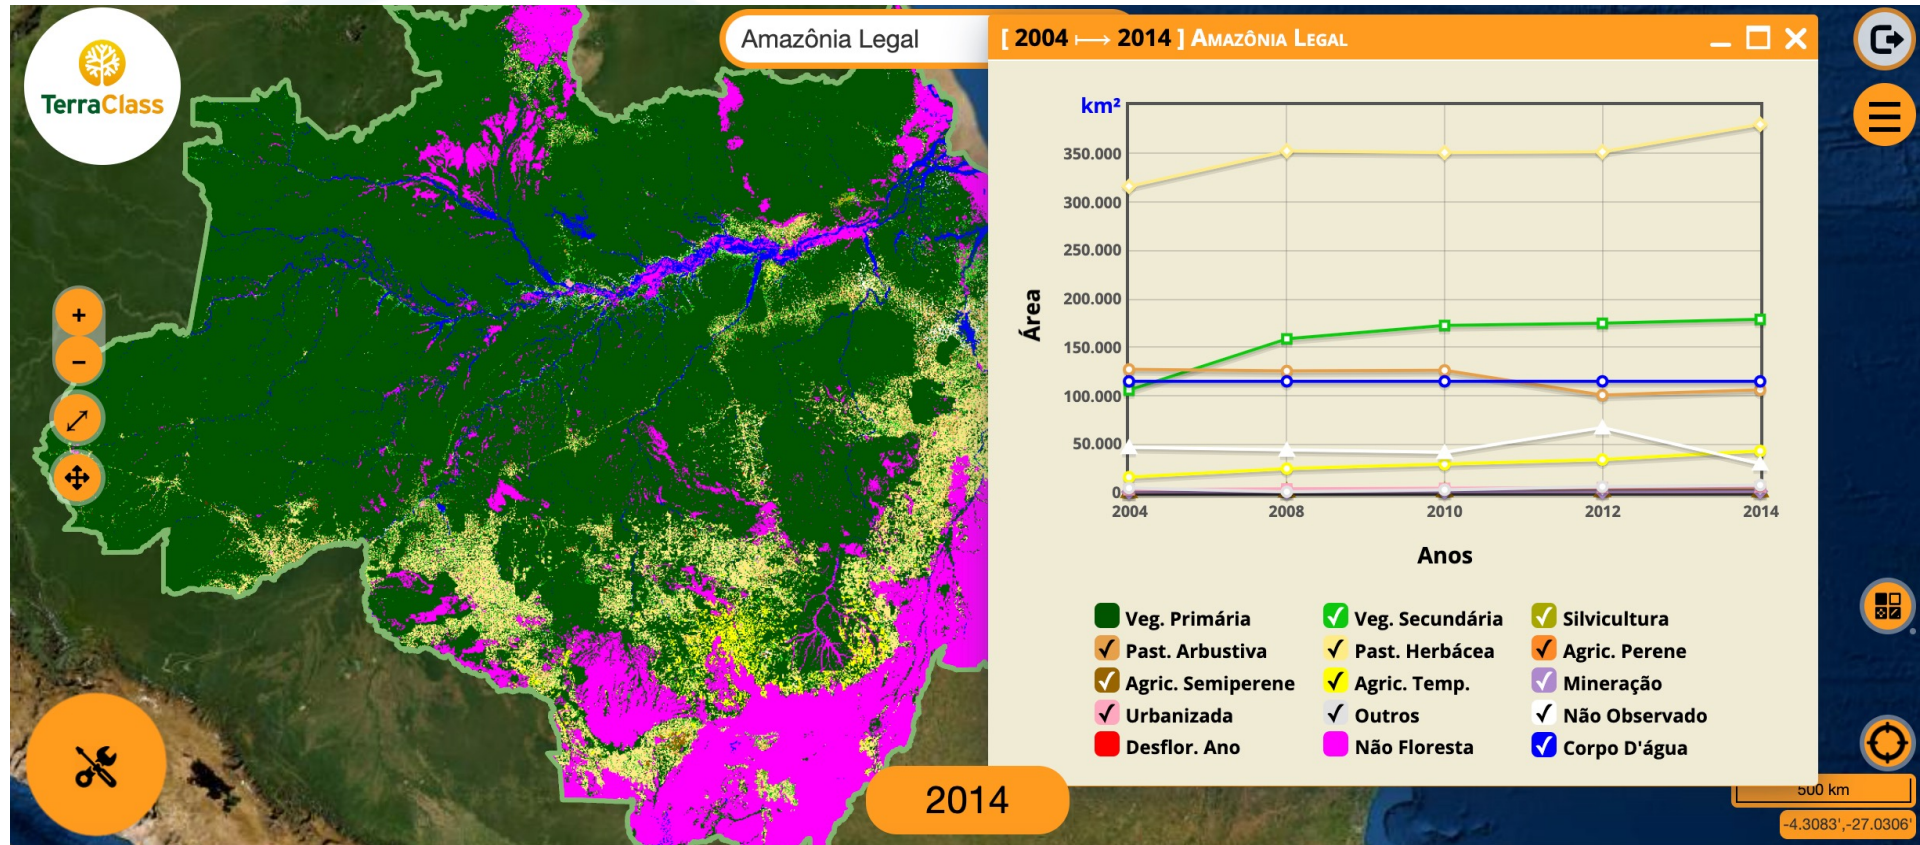 TerraClass
Amazônia Legal
[ 2004 ⟼ 2014 ] Amazônia Legal
km²
350.000
300.000
250.000
200.000
150.000
100.000
50.000
0
Área
2004 2008 2010 2012 2014
Anos
Veg. Primária Veg. Secundária Silvicultura
Past. Arbustiva Past. Herbácea Agric. Perene
Agric. Semiperene Agric. Temp. Mineração
Urbanizada Outros Não Observado
Desflor. Ano Não Floresta Corpo D'água
2014
500 km
-4.3083',-27.0306'